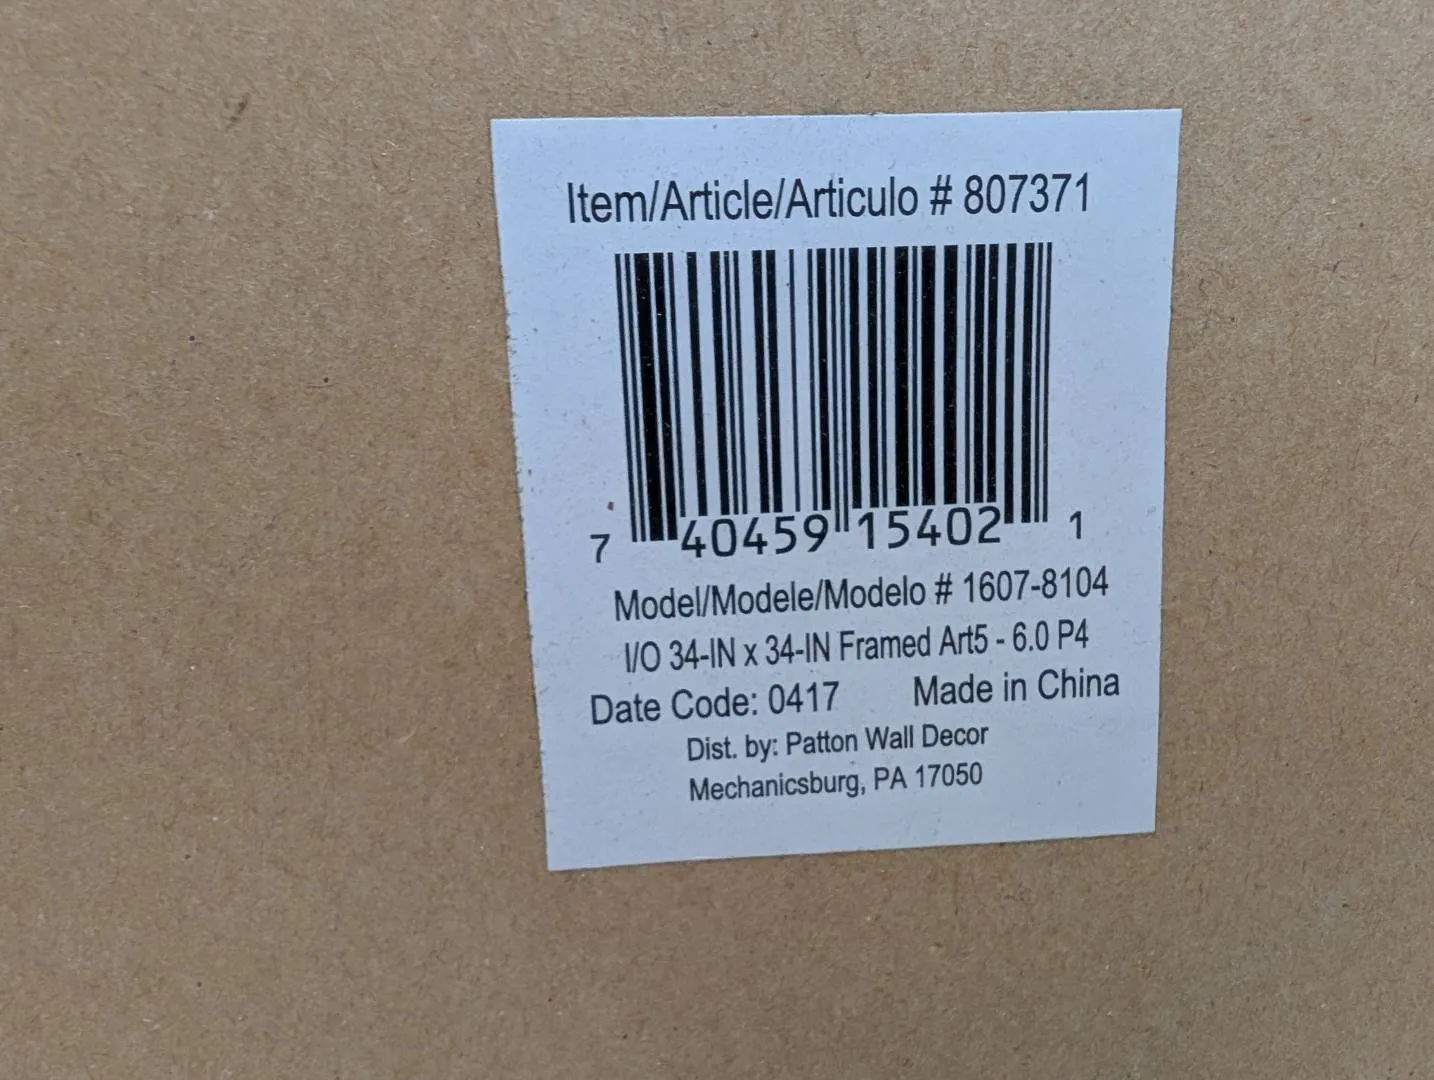 Item/Article/Articulo # 807371
7 40459 15402 1
Model/Modele/Modelo # 1607-8104
I/O 34-IN x 34-IN Framed Art5 - 6.0 P4
Date Code: 0417 Made in China
Dist. by: Patton Wall Decor
Mechanicsburg, PA 17050